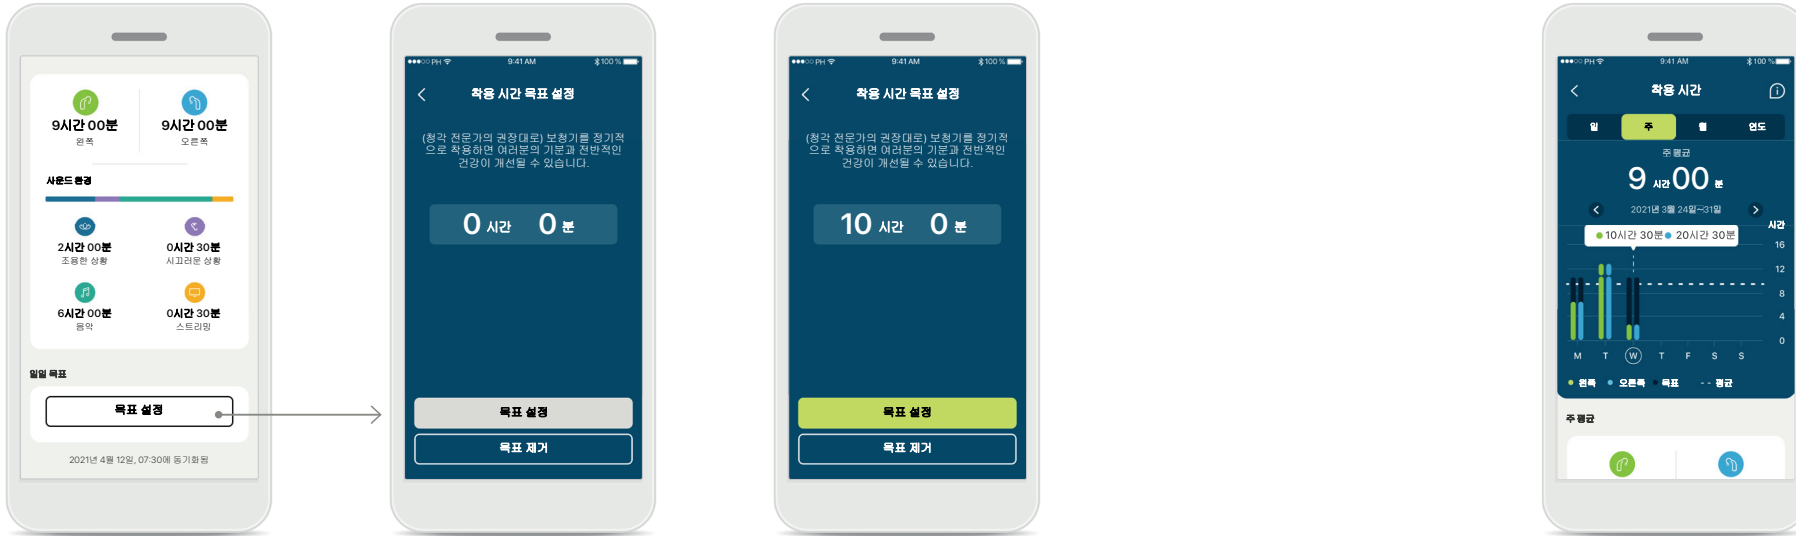 9시간 00분
9시간 00분
왼쪽
오른쪽
사운드 환경
2시간 00분
0시간 30분
조용한 상황
시끄러운 상황
6시간 00분
0시간 30분
음악
스트리밍
일일 목표
목표 설정
2021년 4월 12일, 07:30에 동기화됨
PH 9:41 AM 100 %
착용 시간 목표 설정
(청각 전문가의 권장대로) 보청기를 정기적
으로 착용하면 여러분의 기분과 전반적인
건강이 개선될 수 있습니다.
0 시간 0 분
목표 설정
목표 제거
PH 9:41 AM 100 %
착용 시간 목표 설정
(청각 전문가의 권장대로) 보청기를 정기적
으로 착용하면 여러분의 기분과 전반적인
건강이 개선될 수 있습니다.
10 시간 0 분
목표 설정
목표 제거
PH 9:41 AM 100 %
착용 시간
일 주 월 연도
주 평균
9 시간 00 분
2021년 3월 24일~31일
시간
10시간 30분 20시간 30분
16
12
8
4
0
M T W T F S S
왼쪽 오른쪽 목표 -- 평균
주 평균